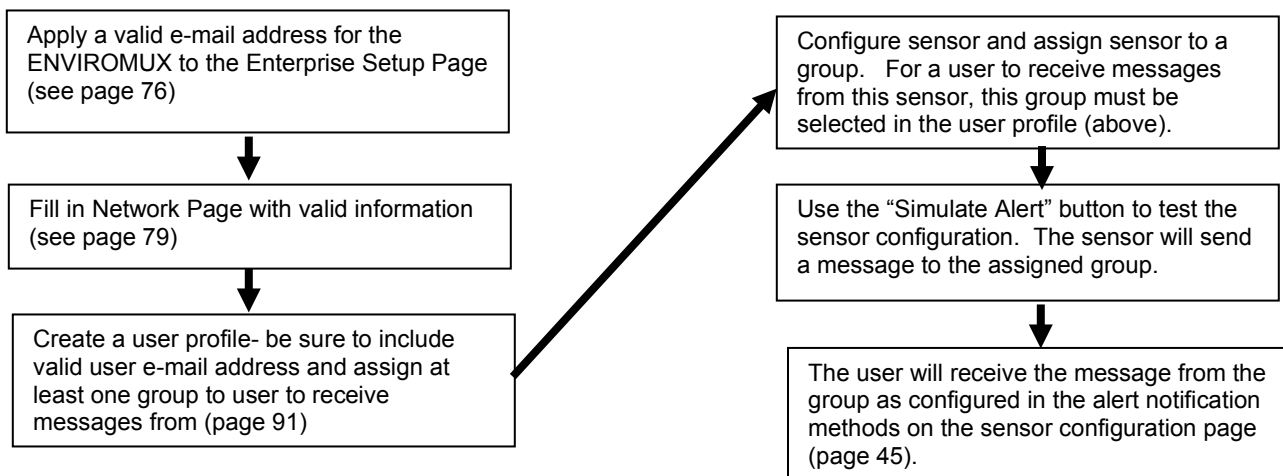 Apply a valid e-mail address for the
ENVIROMUX to the Enterprise Setup Page
(see page 76)
Fill in Network Page with valid information
(see page 79)
Create a user profile- be sure to include
valid user e-mail address and assign at
least one group to user to receive
messages from (page 91)
Configure sensor and assign sensor to a
group. For a user to receive messages
from this sensor, this group must be
selected in the user profile (above).
Use the “Simulate Alert” button to test the
sensor configuration. The sensor will send
a message to the assigned group.
The user will receive the message from the
group as configured in the alert notification
methods on the sensor configuration page
(page 45).